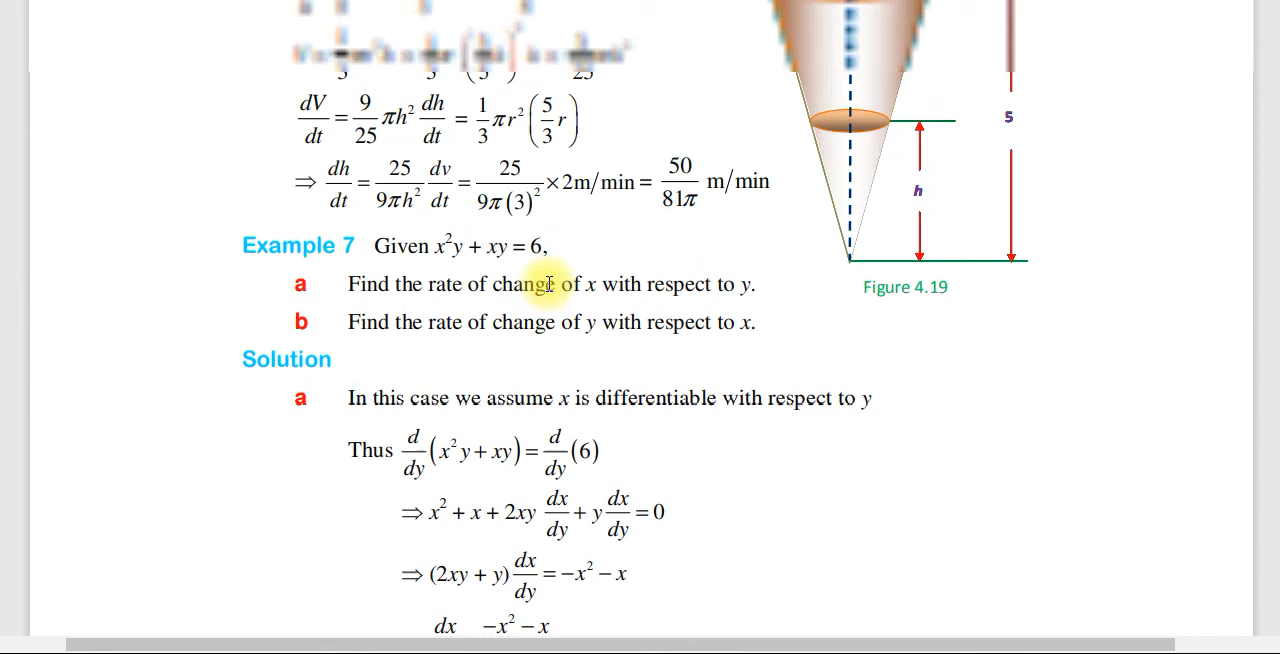 dV/dt = 9/25 πh² dh/dt = 1/3 πr² (5/3 r)
⇒ dh/dt = 25/9πh² dv/dt = 25/9π(3)² ×2m/min = 50/81π m/min
5
h
Example 7 Given x²y + xy = 6,
a Find the rate of change of x with respect to y.
Figure 4.19
b Find the rate of change of y with respect to x.
Solution
a In this case we assume x is differentiable with respect to y
Thus d/dy (x²y + xy) = d/dy (6)
⇒ x² + x + 2xy dx/dy + y dx/dy = 0
⇒ (2xy + y) dx/dy = −x² − x
dx −x² − x